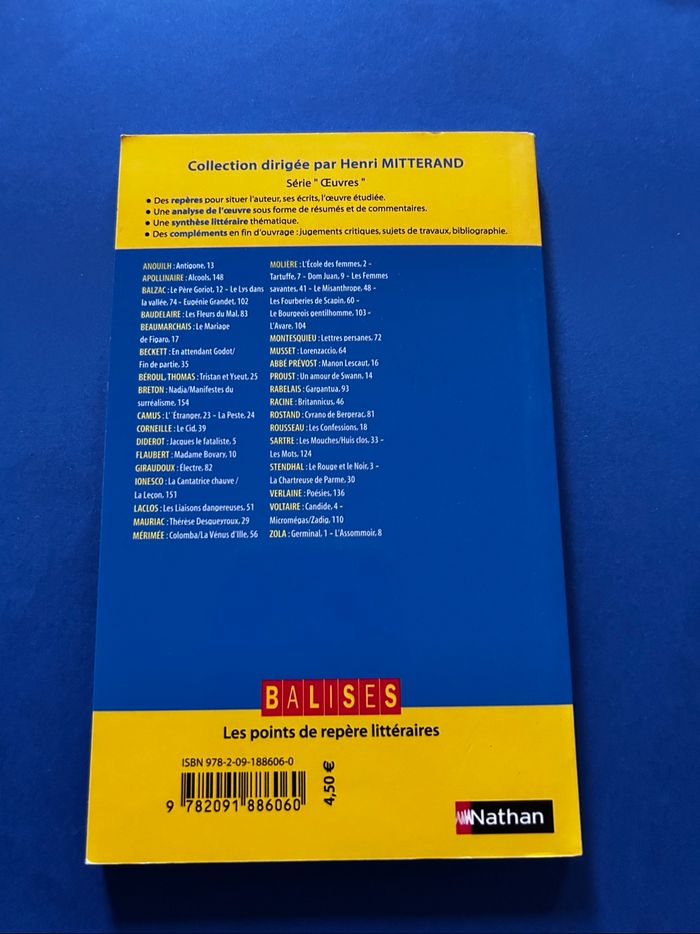 Collection dirigée par Henri MITTERAND
Série " Œuvres "
• Des repères pour situer l'auteur, ses écrits, l'œuvre étudiée.
• Une analyse de l'œuvre sous forme de résumés et de commentaires.
• Une synthèse littéraire thématique.
• Des compléments en fin d'ouvrage : jugements critiques, sujets de travaux, bibliographie.
ANOUILH : Antigone, 13
APOLLINAIRE : Alcools, 148
BALZAC : Le Père Goriot, 12 - Le Lys dans
la vallée, 74 - Eugénie Grandet, 102
BAUDELAIRE : Les Fleurs du Mal, 83
BEAUMARCHAIS : Le Mariage
de Figaro, 17
BECKETT : En attendant Godot/
Fin de partie, 35
BÉROUL, THOMAS : Tristan et Yseut, 25
BRETON : Nadja/Manifestes du
surréalisme, 154
CAMUS : L' Étranger, 23 - La Peste, 24
CORNEILLE : Le Cid, 39
DIDEROT : Jacques le fataliste, 5
FLAUBERT : Madame Bovary, 10
GIRAUDOUX : Électre, 82
IONESCO : La Cantatrice chauve /
La Leçon, 151
LACLOS : Les Liaisons dangereuses, 51
MAURIAC : Thérèse Desqueyroux, 29
MÉRIMÉE : Colomba/La Vénus d'Ille, 56
MOLIÈRE : L'École des femmes, 2 -
Tartuffe, 7 - Dom Juan, 9 - Les Femmes
savantes, 41 - Le Misanthrope, 48 -
Les Fourberies de Scapin, 60 -
Le Bourgeois gentilhomme, 103 -
L'Avare, 104
MONTESQUIEU : Lettres persanes, 72
MUSSET : Lorenzaccio, 64
ABBÉ PRÉVOST : Manon Lescaut, 16
PROUST : Un amour de Swann, 14
RABELAIS : Gargantua, 93
RACINE : Britannicus, 46
ROSTAND : Cyrano de Bergerac, 81
ROUSSEAU : Les Confessions, 18
SARTRE : Les Mouches/Huis clos, 33 -
Les Mots, 124
STENDHAL : Le Rouge et le Noir, 3 -
La Chartreuse de Parme, 30
VERLAINE : Poésies, 136
VOLTAIRE : Candide, 4 -
Micromégas/Zadig, 110
ZOLA : Germinal, 1 - L'Assommoir, 8
BALISES
Les points de repère littéraires
ISBN 978-2-09-188606-0
9 782091 886060
4,50 €
Nathan